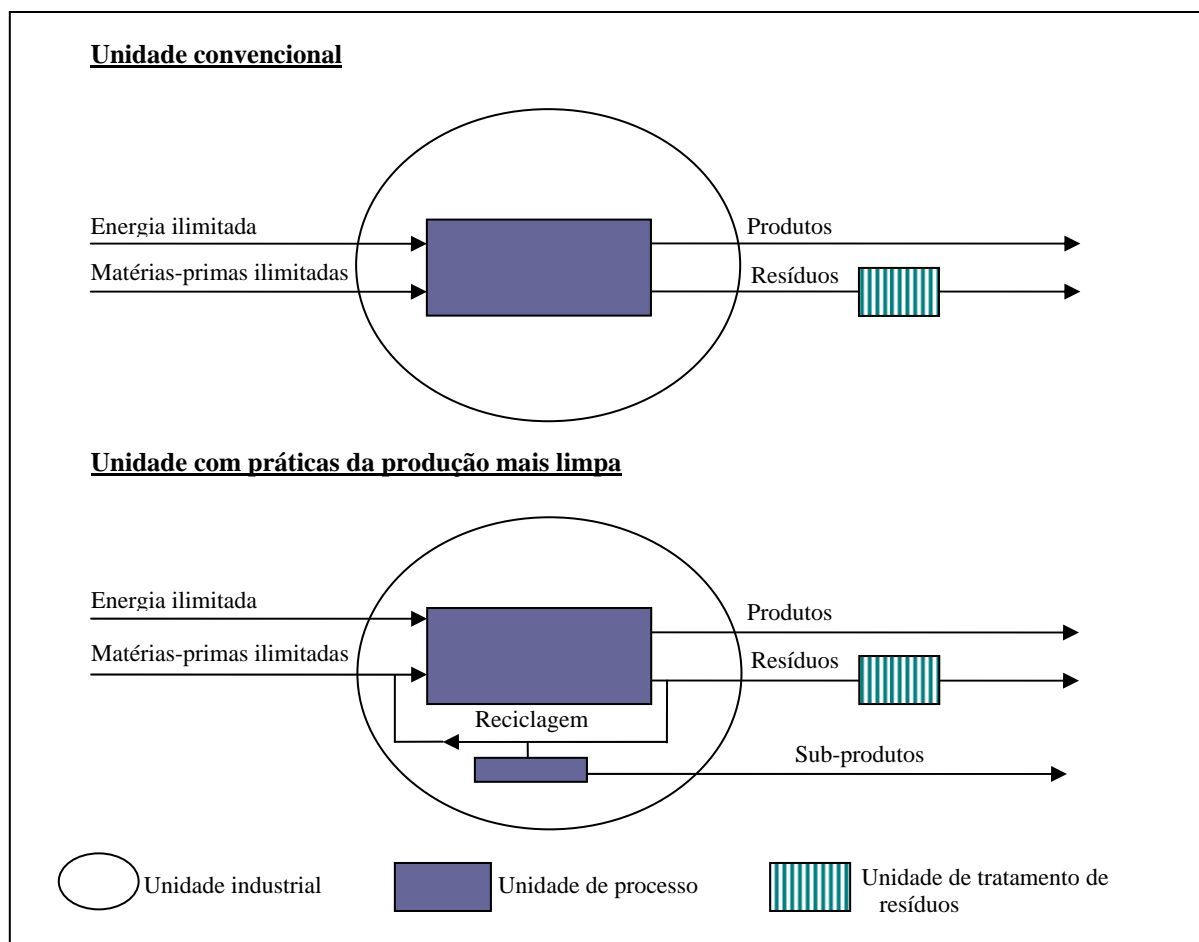 Unidade convencional
Energia ilimitada
Produtos
Matérias-primas ilimitadas
Resíduos
Unidade com práticas da produção mais limpa
Energia ilimitada
Produtos
Matérias-primas ilimitadas
Resíduos
Reciclagem
Sub-produtos
Unidade industrial
Unidade de processo
Unidade de tratamento de
resíduos